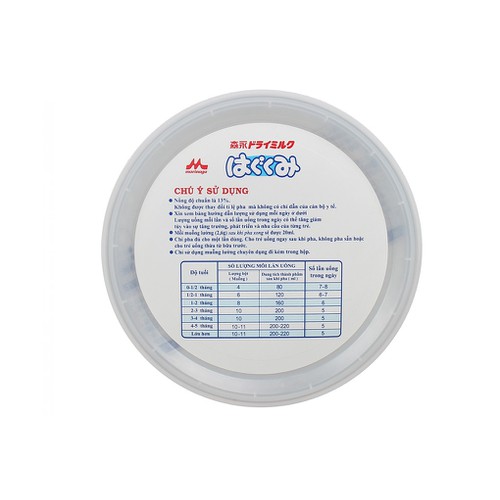 森永ドライミルク
はぐくみ
morinaga
CHÚ Ý SỬ DỤNG
• Nồng độ chuẩn là 13%.
Không được thay đổi tỉ lệ pha mà không có chỉ dẫn của cán bộ y tế.
• Xin xem bảng hướng dẫn lượng sử dụng mỗi ngày ở dưới
Lượng uống mỗi lần và số lần uống trong ngày có thể tăng giảm
tùy vào sự tăng trưởng, phát triển và nhu cầu của từng trẻ.
• Mỗi muỗng lường (2,6g) sau khi pha xong sẽ được 20ml.
• Chỉ pha đủ cho một lần dùng. Cho trẻ uống ngay sau khi pha, không pha sẵn hoặc
cho trẻ uống thừa từ bữa trước.
• Chỉ sử dụng muỗng lường chuyên dụng đi kèm trong hộp.
Độ tuổi SỐ LƯỢNG MỖI LẦN UỐNG Số lần uống trong ngày
Lượng bột (Muỗng) Dung tích thành phẩm sau khi pha (ml)
0-1/2 tháng 4 80 7-8
1/2-1 tháng 6 120 6-7
1-2 tháng 8 160 6
2-3 tháng 10 200 5
3-4 tháng 10 200 5
4-5 tháng 10-11 200-220 5
Lớn hơn 10-11 200-220 5